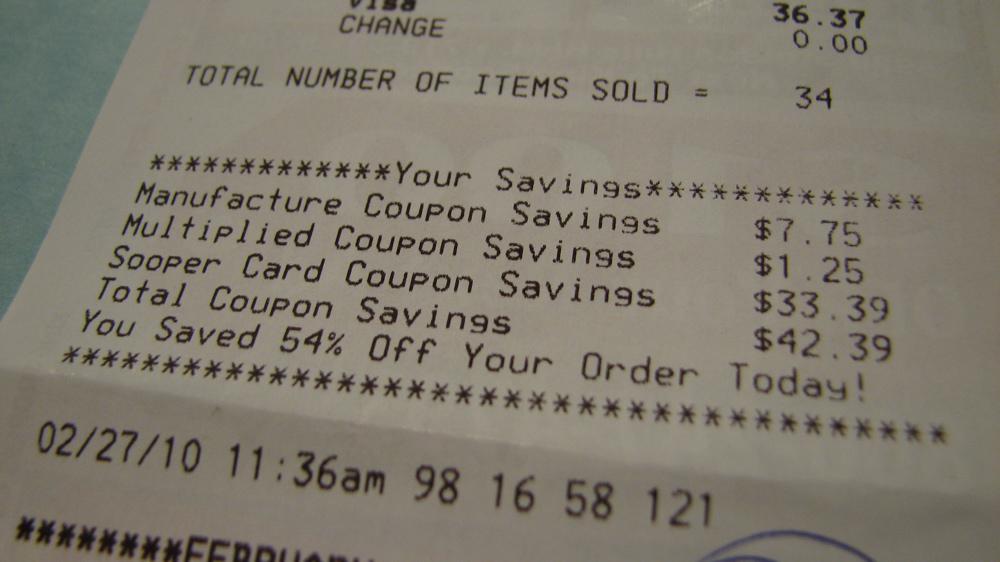 Visa 36.37
CHANGE 0.00
TOTAL NUMBER OF ITEMS SOLD = 34
*************Your Savings*************
Manufacture Coupon Savings $7.75
Multiplied Coupon Savings $1.25
Sooper Card Coupon Savings $33.39
Total Coupon Savings $42.39
You Saved 54% Off Your Order Today!
******************************************
02/27/10 11:36am 98 16 58 121
********FEBRUARY